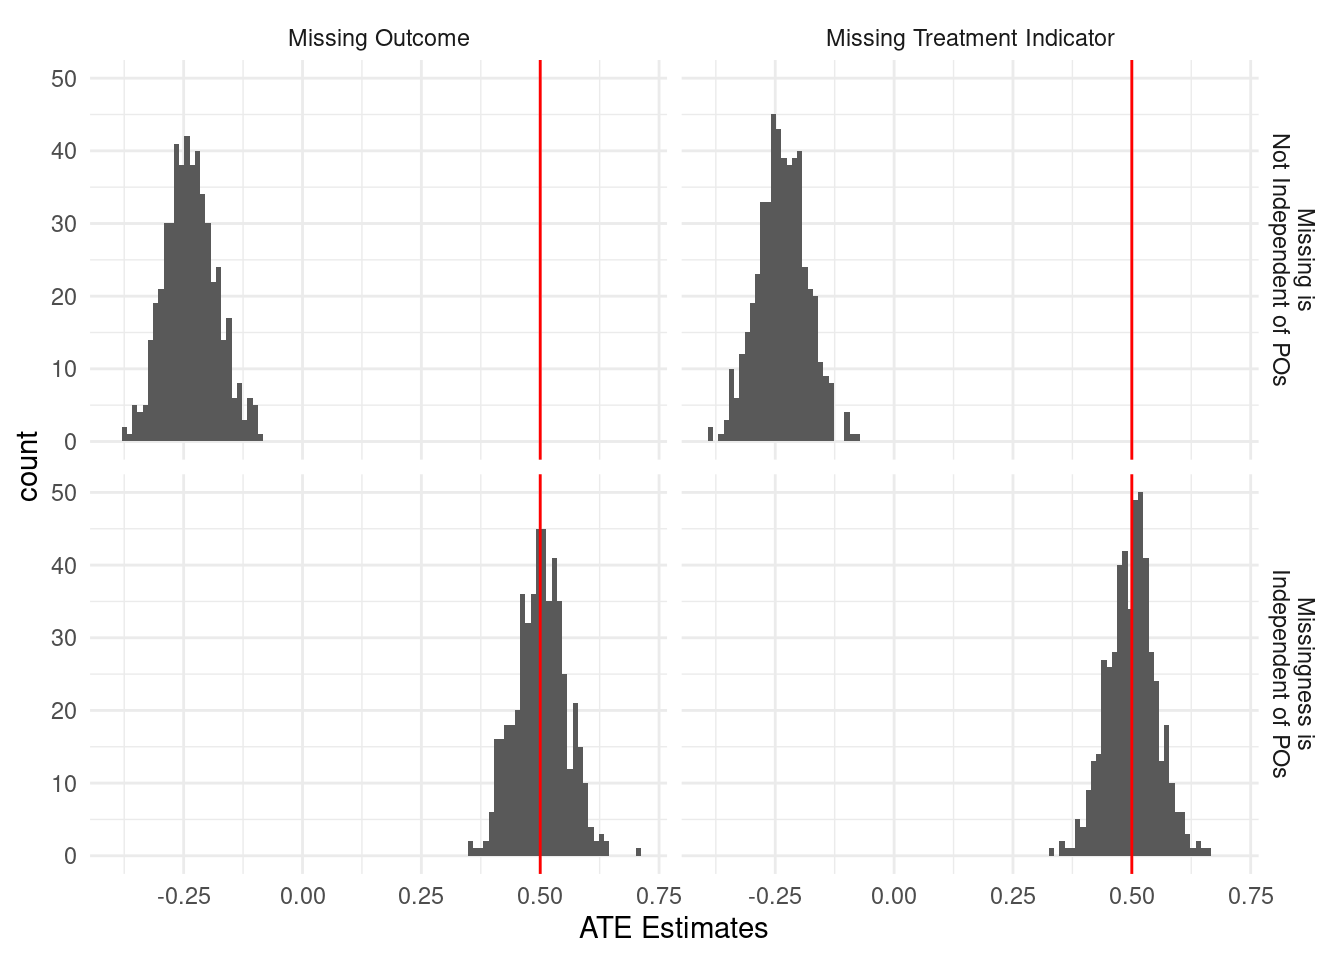 Missing Outcome
Missing Treatment Indicator
50
40
30
20
10
0
Missing is
Not Independent of POs
50
40
30
20
10
0
Missingness is
Independent of POs
count
-0.25
0.00
0.25
0.50
0.75
-0.25
0.00
0.25
0.50
0.75
ATE Estimates